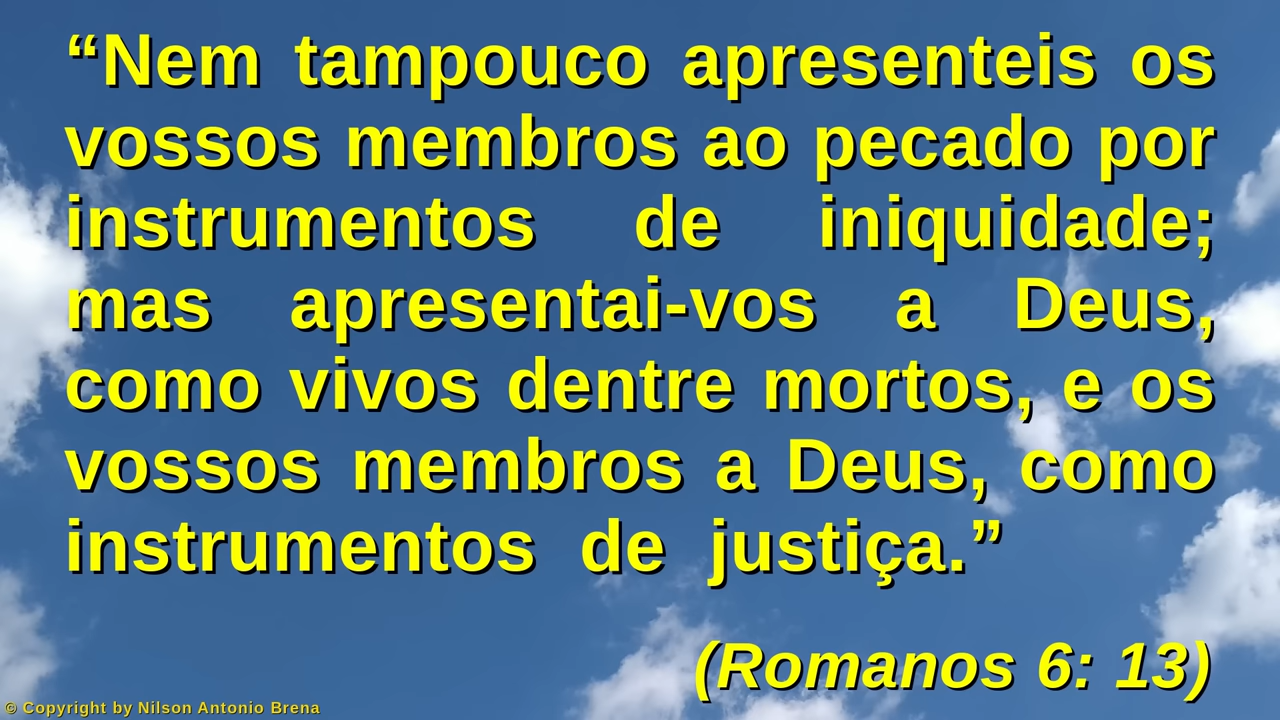 “Nem tampouco apresenteis os
vossos membros ao pecado por
instrumentos de iniquidade;
mas apresentai-vos a Deus,
como vivos dentre mortos, e os
vossos membros a Deus, como
instrumentos de justiça.”
(Romanos 6: 13)
© Copyright by Nilson Antonio Brena